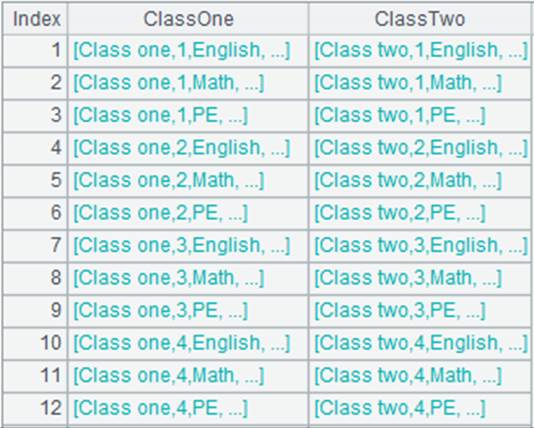 Index ClassOne ClassTwo
1 [Class one,1,English, ...] [Class two,1,English, ...]
2 [Class one,1,Math, ...] [Class two,1,Math, ...]
3 [Class one,1,PE, ...] [Class two,1,PE, ...]
4 [Class one,2,English, ...] [Class two,2,English, ...]
5 [Class one,2,Math, ...] [Class two,2,Math, ...]
6 [Class one,2,PE, ...] [Class two,2,PE, ...]
7 [Class one,3,English, ...] [Class two,3,English, ...]
8 [Class one,3,Math, ...] [Class two,3,Math, ...]
9 [Class one,3,PE, ...] [Class two,3,PE, ...]
10 [Class one,4,English, ...] [Class two,4,English, ...]
11 [Class one,4,Math, ...] [Class two,4,Math, ...]
12 [Class one,4,PE, ...] [Class two,4,PE, ...]